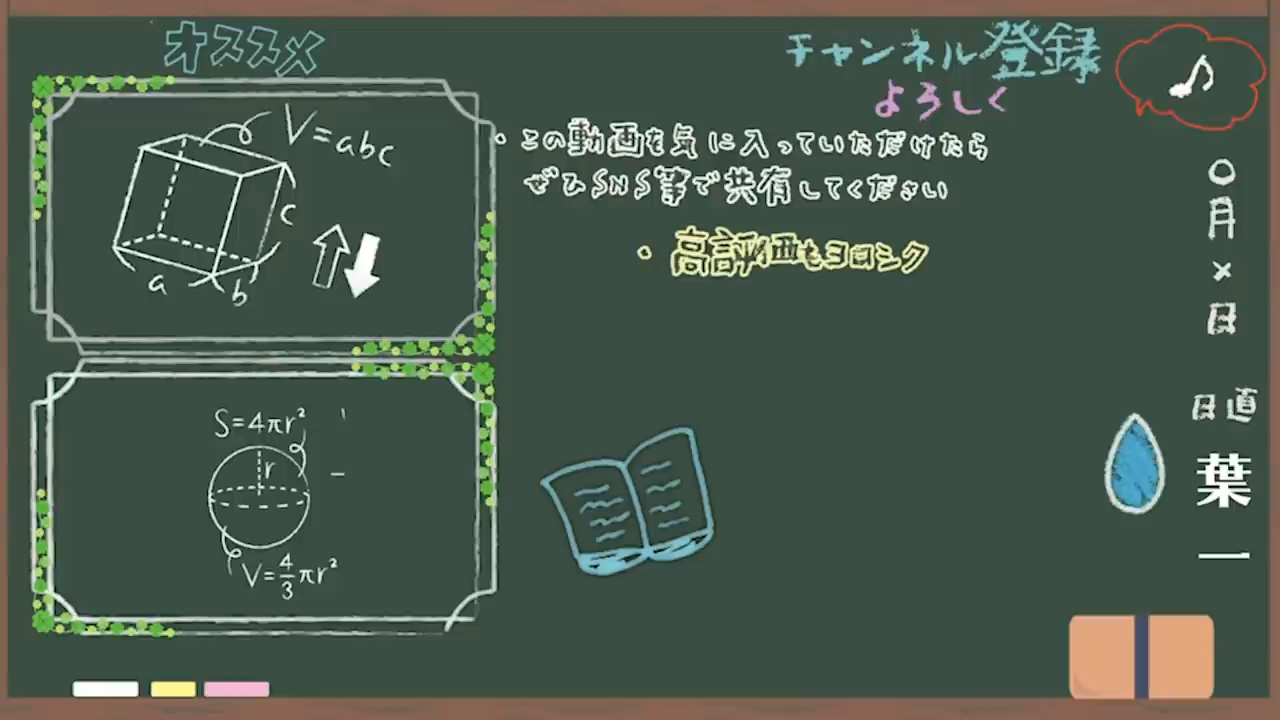 オススメ
V=abc
c
a
b
S=4πr²
r
V=4/3πr²
チャンネル登録
よろしく
・この動画を気に入っていただけたら
ぜひSNS等で共有してください
・高評価もヨロシク
♪
〇月×日
日直
葉一